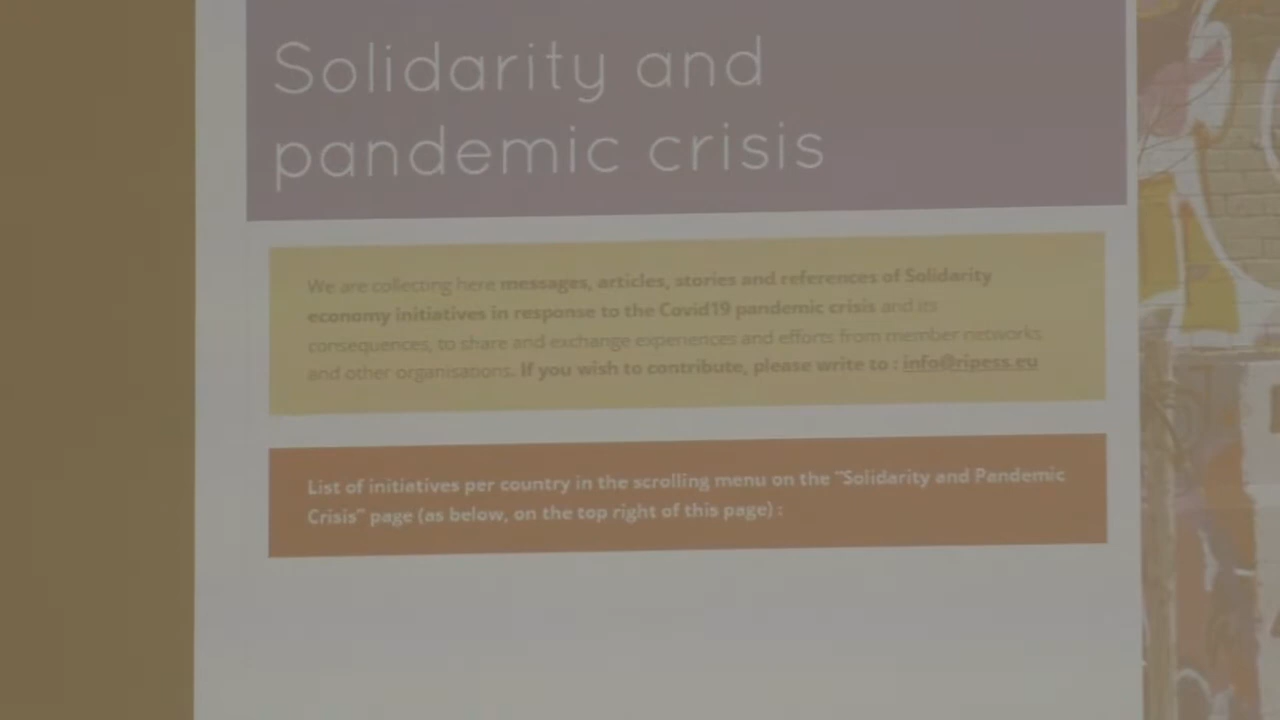 Solidarity and
pandemic crisis
We are collecting here messages, articles, stories and references of Solidarity
economy initiatives in response to the Covid19 pandemic crisis and its
consequences, to share and exchange experiences and efforts from member networks
and other organisations. If you wish to contribute, please write to : info@ripess.eu
List of initiatives per country in the scrolling menu on the "Solidarity and Pandemic
Crisis" page (as below, on the top right of this page) :